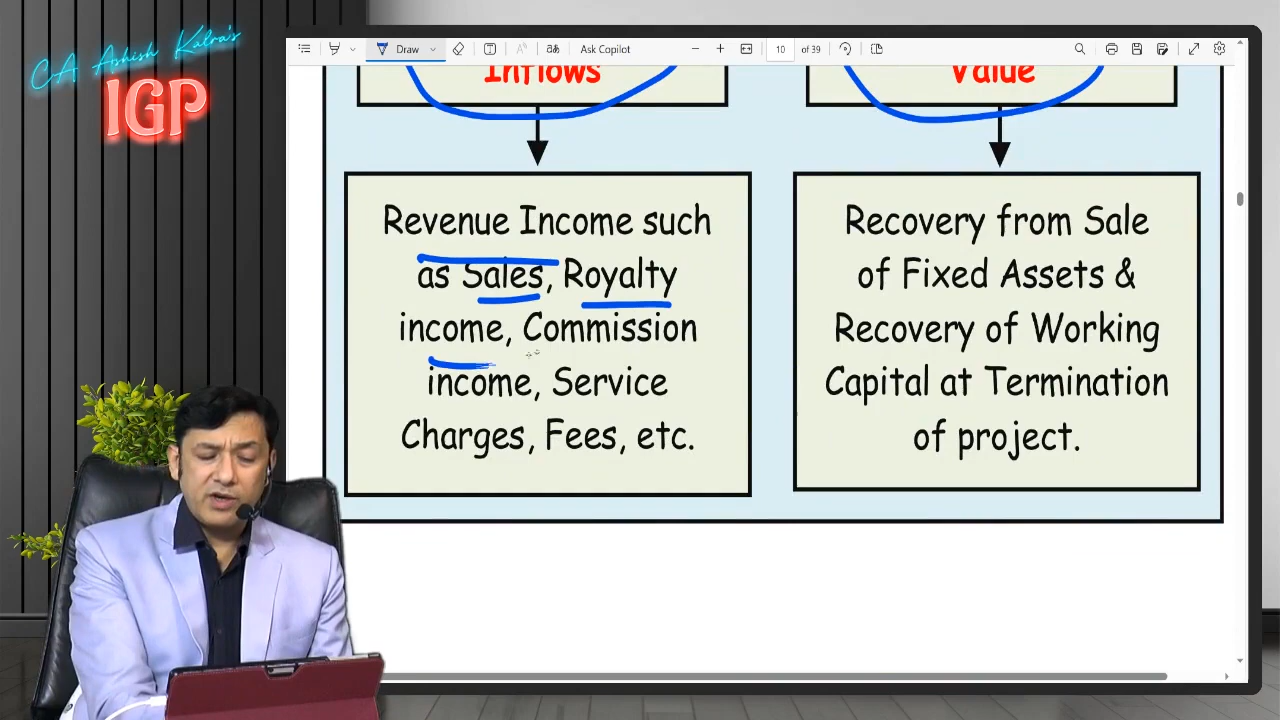 CA Ashish Kalra's
IGP
Draw
Ask Copilot
10 of 39
Inflows
Value
Revenue Income such
as Sales, Royalty
income, Commission
income, Service
Charges, Fees, etc.
Recovery from Sale
of Fixed Assets &
Recovery of Working
Capital at Termination
of project.